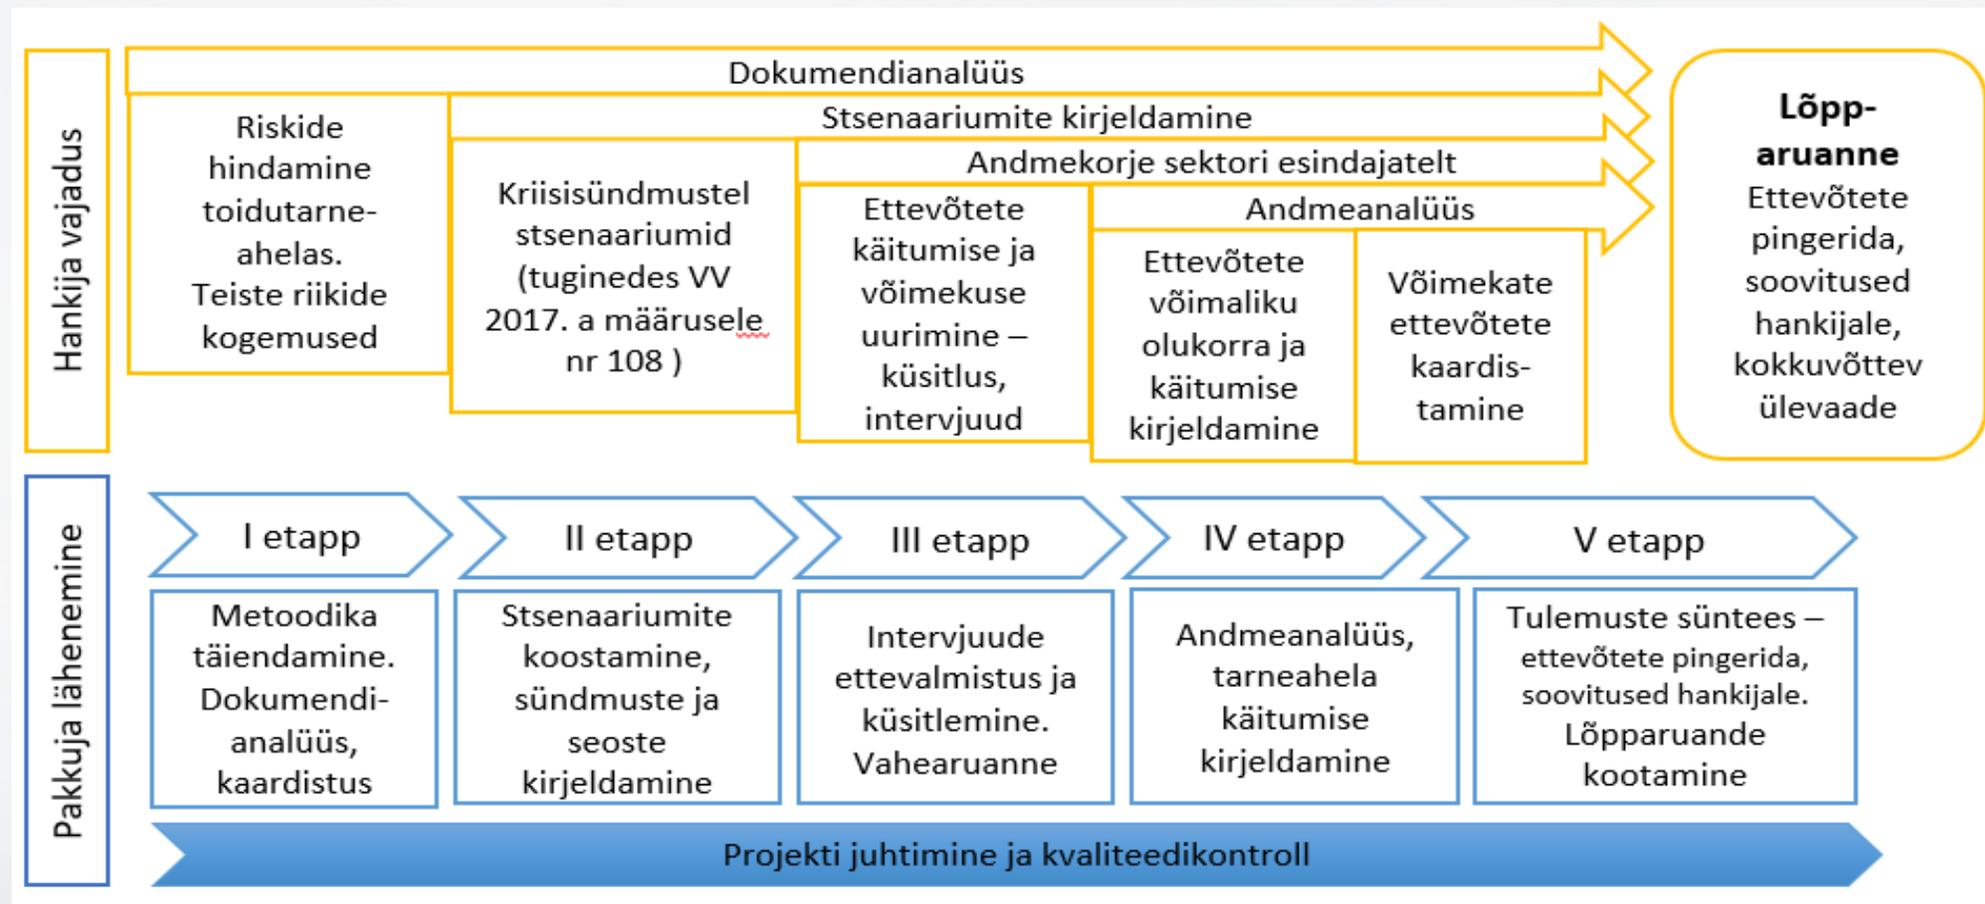 Hankija vajadus
Dokumendianalüüs
Stsenaariumite kirjeldamine
Andmekorje sektori esindajatelt
Andmeanalüüs
Riskide
hindamine
toidutarne-
ahelas.
Teiste riikide
kogemused
Kriisisündmustel
stsenaariumid
(tuginedes VV
2017. a määrusele
nr 108 )
Ettevõtete
käitumise ja
võimekuse
uurimine –
küsitlus,
intervjuud
Ettevõtete
võimaliku
olukorra ja
käitumise
kirjeldamine
Võimekate
ettevõtete
kaardis-
tamine
Lõpp-
aruanne
Ettevõtete
pingerida,
soovitused
hankijale,
kokkuvõttev
ülevaade
Pakkuja lähenemine
I etapp
II etapp
III etapp
IV etapp
V etapp
Metoodika
täiendamine.
Dokumendi-
analüüs,
kaardistus
Stsenaariumite
koostamine,
sündmuste ja
seoste
kirjeldamine
Intervjuude
ettevalmistus ja
küsitlemine.
Vahearuanne
Andmeanalüüs,
tarneahela
käitumise
kirjeldamine
Tulemuste süntees –
ettevõtete pingerida,
soovitused hankijale.
Lõpparuande
kootamine
Projekti juhtimine ja kvaliteedikontroll